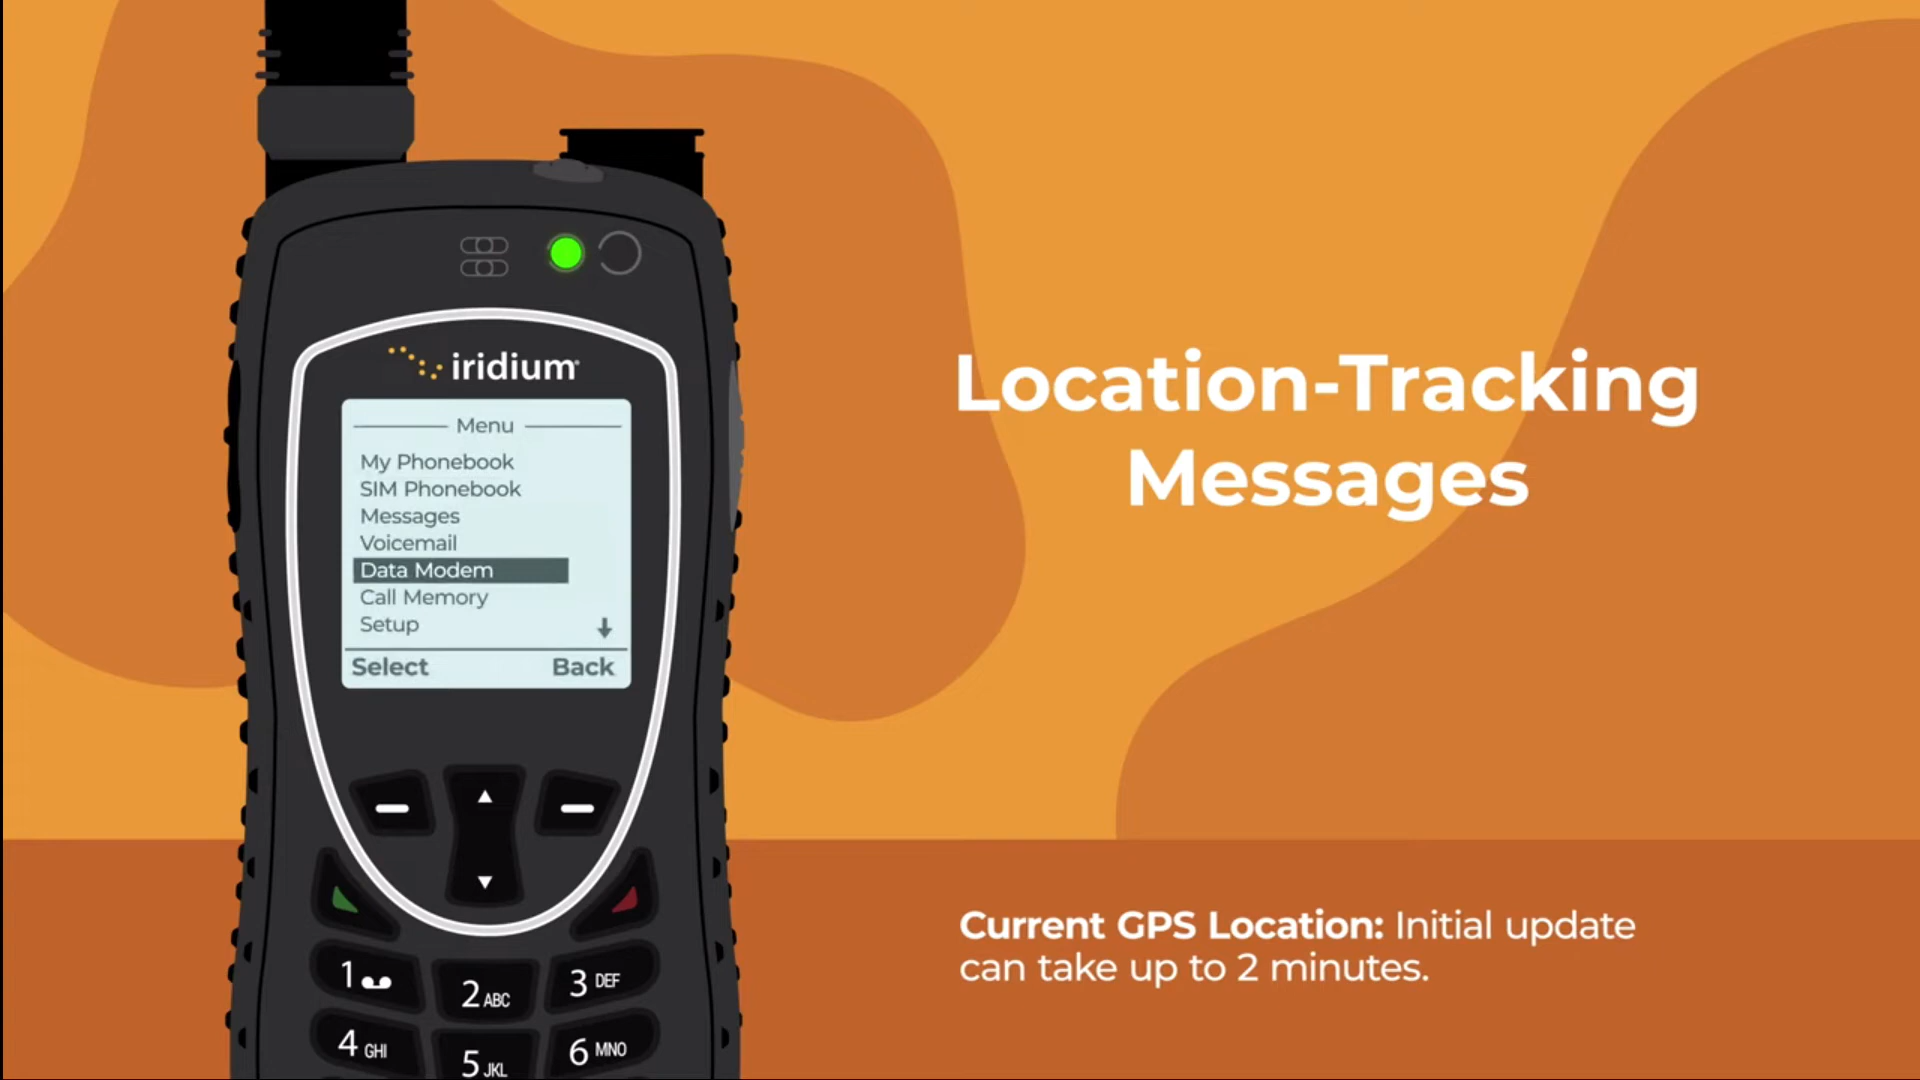 iridium
Menu
My Phonebook
SIM Phonebook
Messages
Voicemail
Data Modem
Call Memory
Setup
Select Back
1
2 ABC
3 DEF
4 GHI
5 JKL
6 MNO
Location-Tracking
Messages
Current GPS Location: Initial update
can take up to 2 minutes.